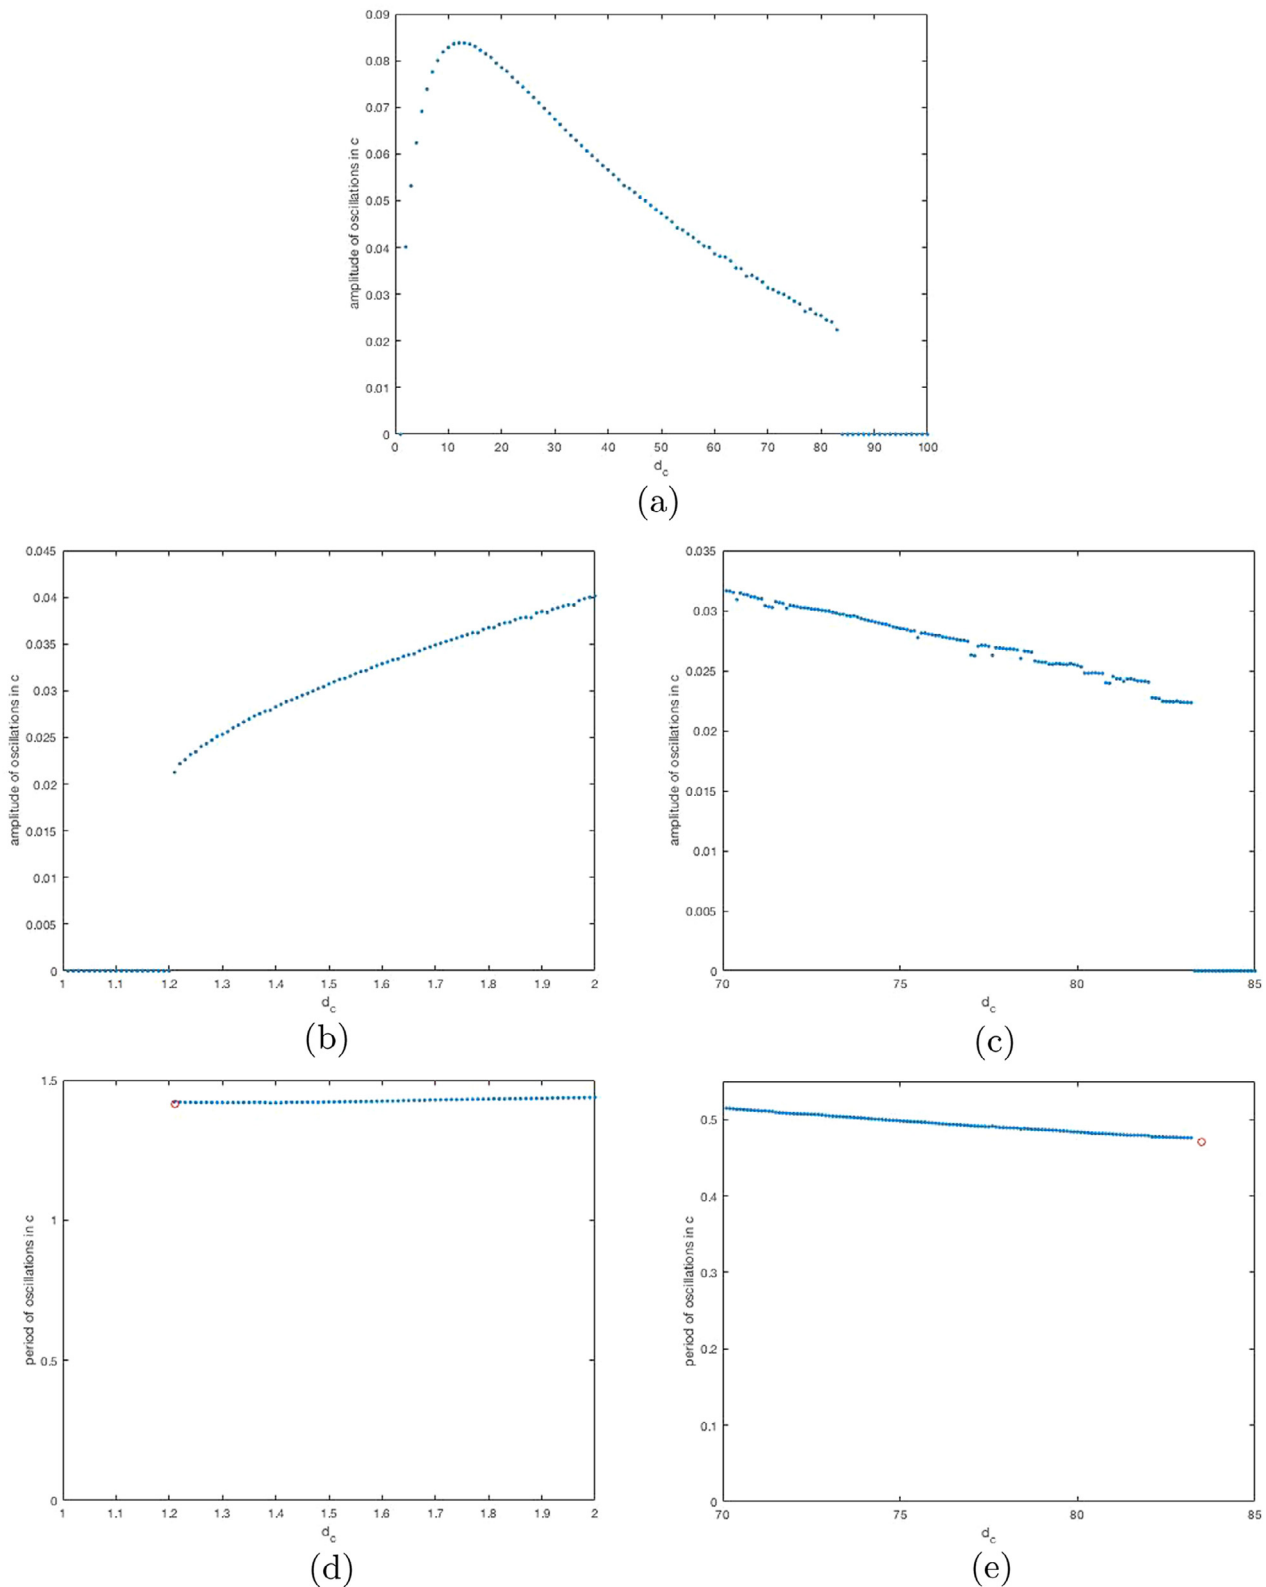 0.09
0.08
0.07
0.06
0.05
0.04
0.03
0.02
0.01
0
amplitude of oscillations in c
0 10 20 30 40 50 60 70 80 90 100
d_c
(a)
0.045
0.04
0.035
0.03
0.025
0.02
0.015
0.01
0.005
0
amplitude of oscillations in c
1 1.1 1.2 1.3 1.4 1.5 1.6 1.7 1.8 1.9 2
d_c
(b)
0.035
0.03
0.025
0.02
0.015
0.01
0.005
0
amplitude of oscillations in c
70 75 80 85
d_c
(c)
1.5
1
0.5
0
period of oscillations in c
1 1.1 1.2 1.3 1.4 1.5 1.6 1.7 1.8 1.9 2
d_c
(d)
0.5
0.4
0.3
0.2
0.1
0
period of oscillations in c
70 75 80 85
d_c
(e)